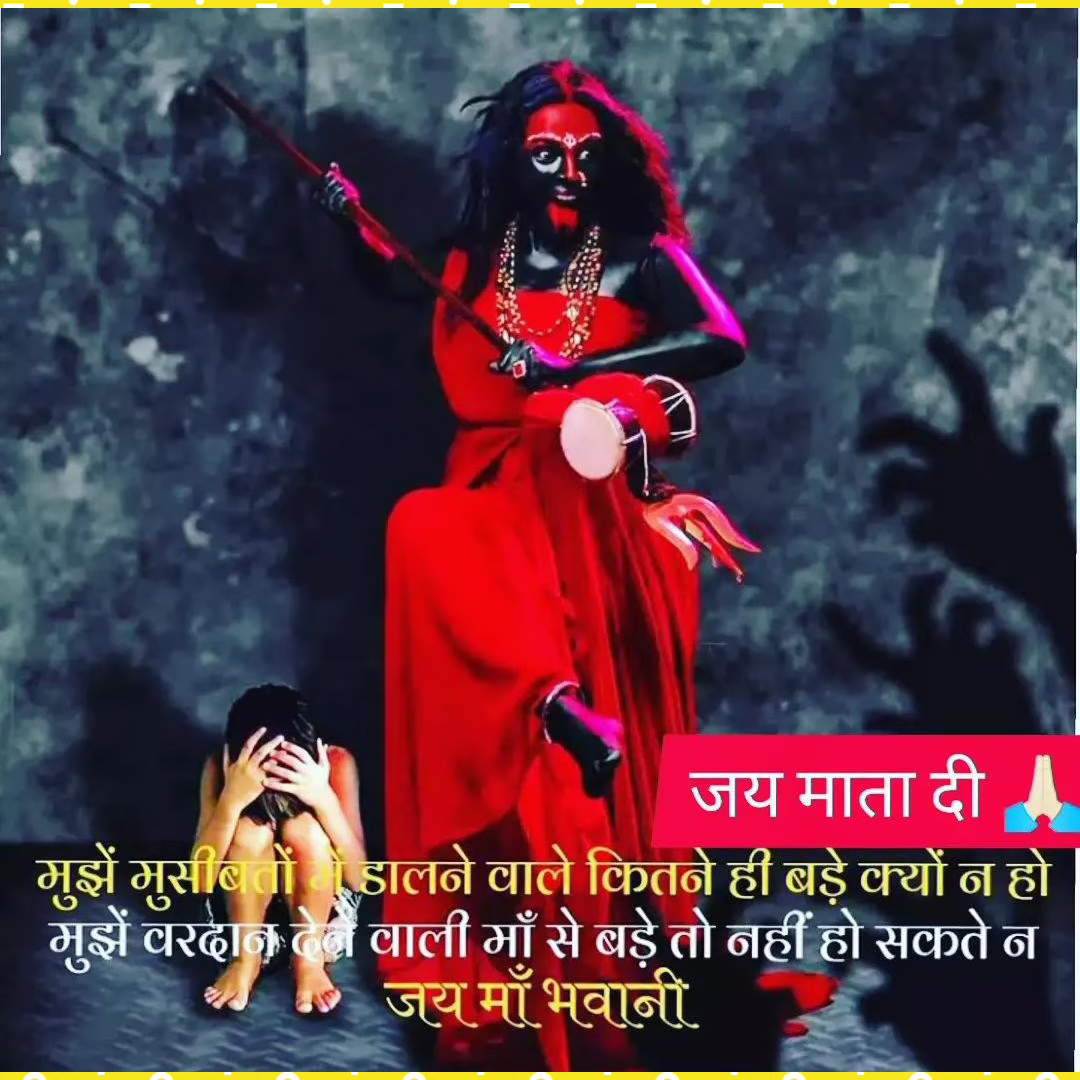 जय माता दी 🙏🏻
मुझें मुसीबतों में डालने वाले कितने ही बड़े क्यों न हो
मुझें वरदान देने वाली माँ से बड़े तो नहीं हो सकते न
जय माँ भवानी